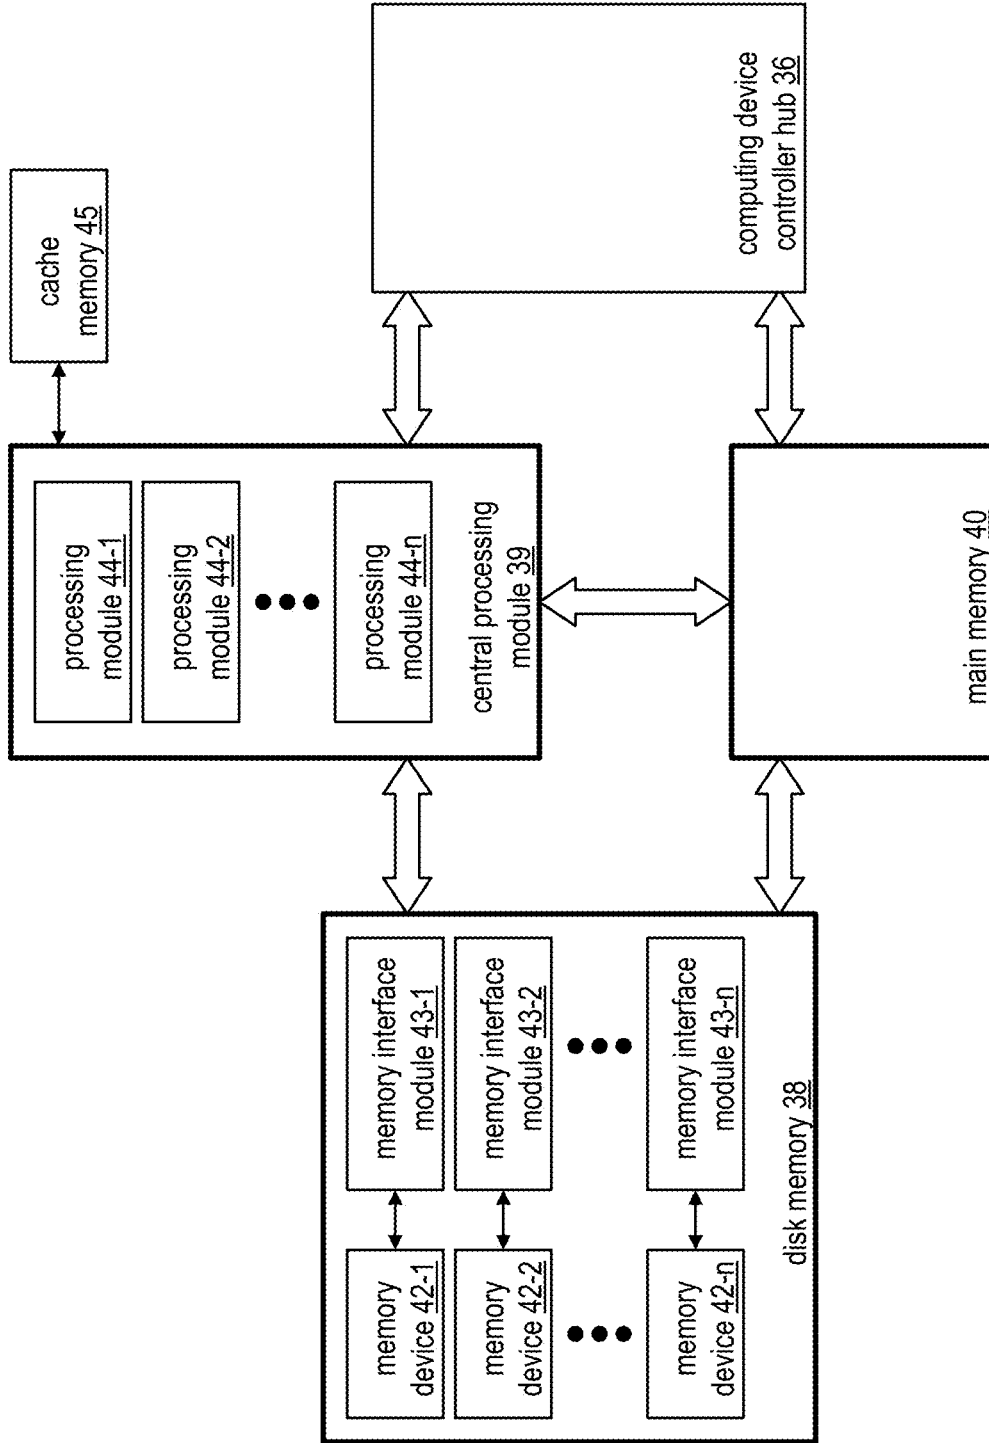 memory
device 42-1
memory
device 42-2
memory
device 42-n
memory interface
module 43-1
memory interface
module 43-2
memory interface
module 43-n
disk memory 38
processing
module 44-1
processing
module 44-2
processing
module 44-n
central processing
module 39
main memory 40
cache
memory 45
computing device
controller hub 36